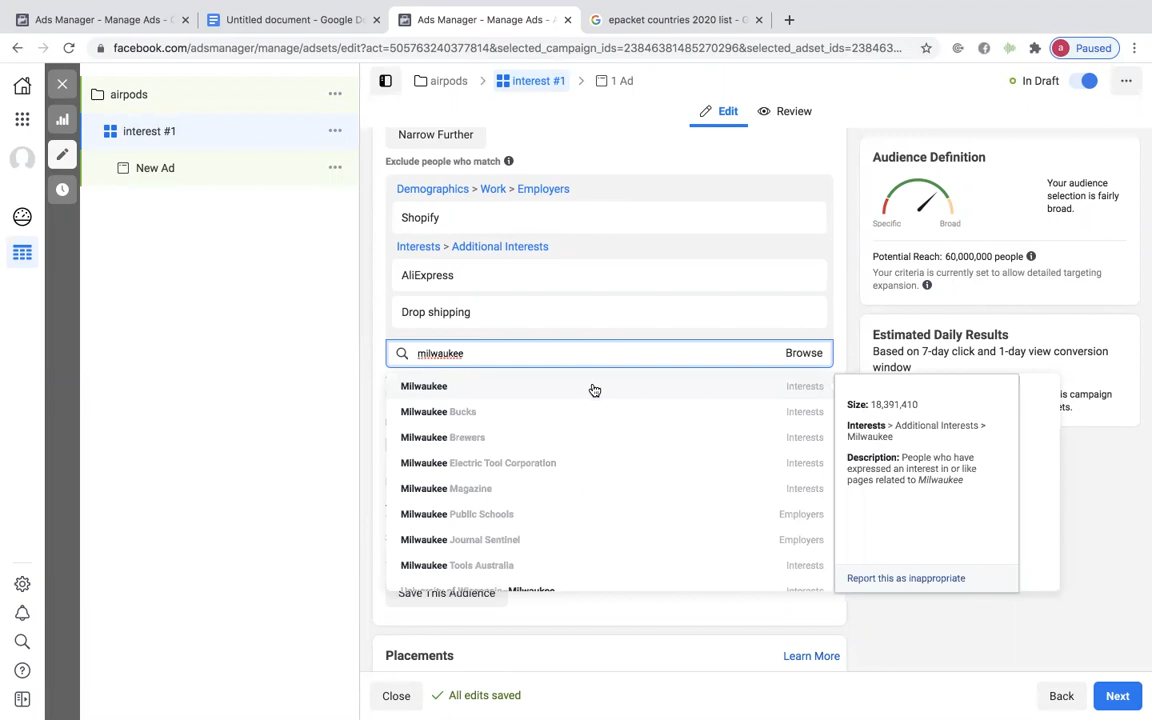 Ads Manager - Manage Ads -
Untitled document - Google D
Ads Manager - Manage Ads -
epacket countries 2020 list - G
facebook.com/adsmanager/manage/adsets/edit?act=505763240377814&selected_campaign_ids=23846381485270296&selected_adset_ids=238463...
a Paused
airpods
interest #1
New Ad
airpods > interest #1 > 1 Ad
In Draft
Edit
Review
Narrow Further
Exclude people who match
Demographics > Work > Employers
Shopify
Interests > Additional Interests
AliExpress
Drop shipping
milwaukee
Browse
Milwaukee Interests
Milwaukee Bucks Interests
Milwaukee Brewers Interests
Milwaukee Electric Tool Corporation Interests
Milwaukee Magazine Interests
Milwaukee Public Schools Employers
Milwaukee Journal Sentinel Employers
Milwaukee Tools Australia Interests
University of Wisconsin Milwaukee Interests
Save This Audience
Placements
Learn More
Close
All edits saved
Back
Next
Audience Definition
Specific
Broad
Your audience
selection is fairly
broad.
Potential Reach: 60,000,000 people
Your criteria is currently set to allow detailed targeting
expansion.
Estimated Daily Results
Based on 7-day click and 1-day view conversion
window
is campaign
ets.
Size: 18,391,410
Interests > Additional Interests >
Milwaukee
Description: People who have
expressed an interest in or like
pages related to Milwaukee
Report this as inappropriate